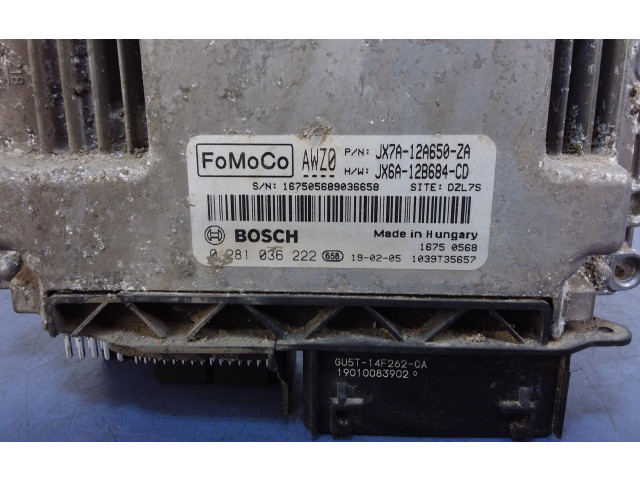 FoMoCo AWZ0 P/N: JX7A-12A650-ZA
H/W: JX6A-12B684-CD
S/N: 167505689036658 SITE: DZL7S
BOSCH Made in Hungary
1675 0568
0 281 036 222 658 19-02-05 1039T35657
GU5T-14F262-CA
19010083902